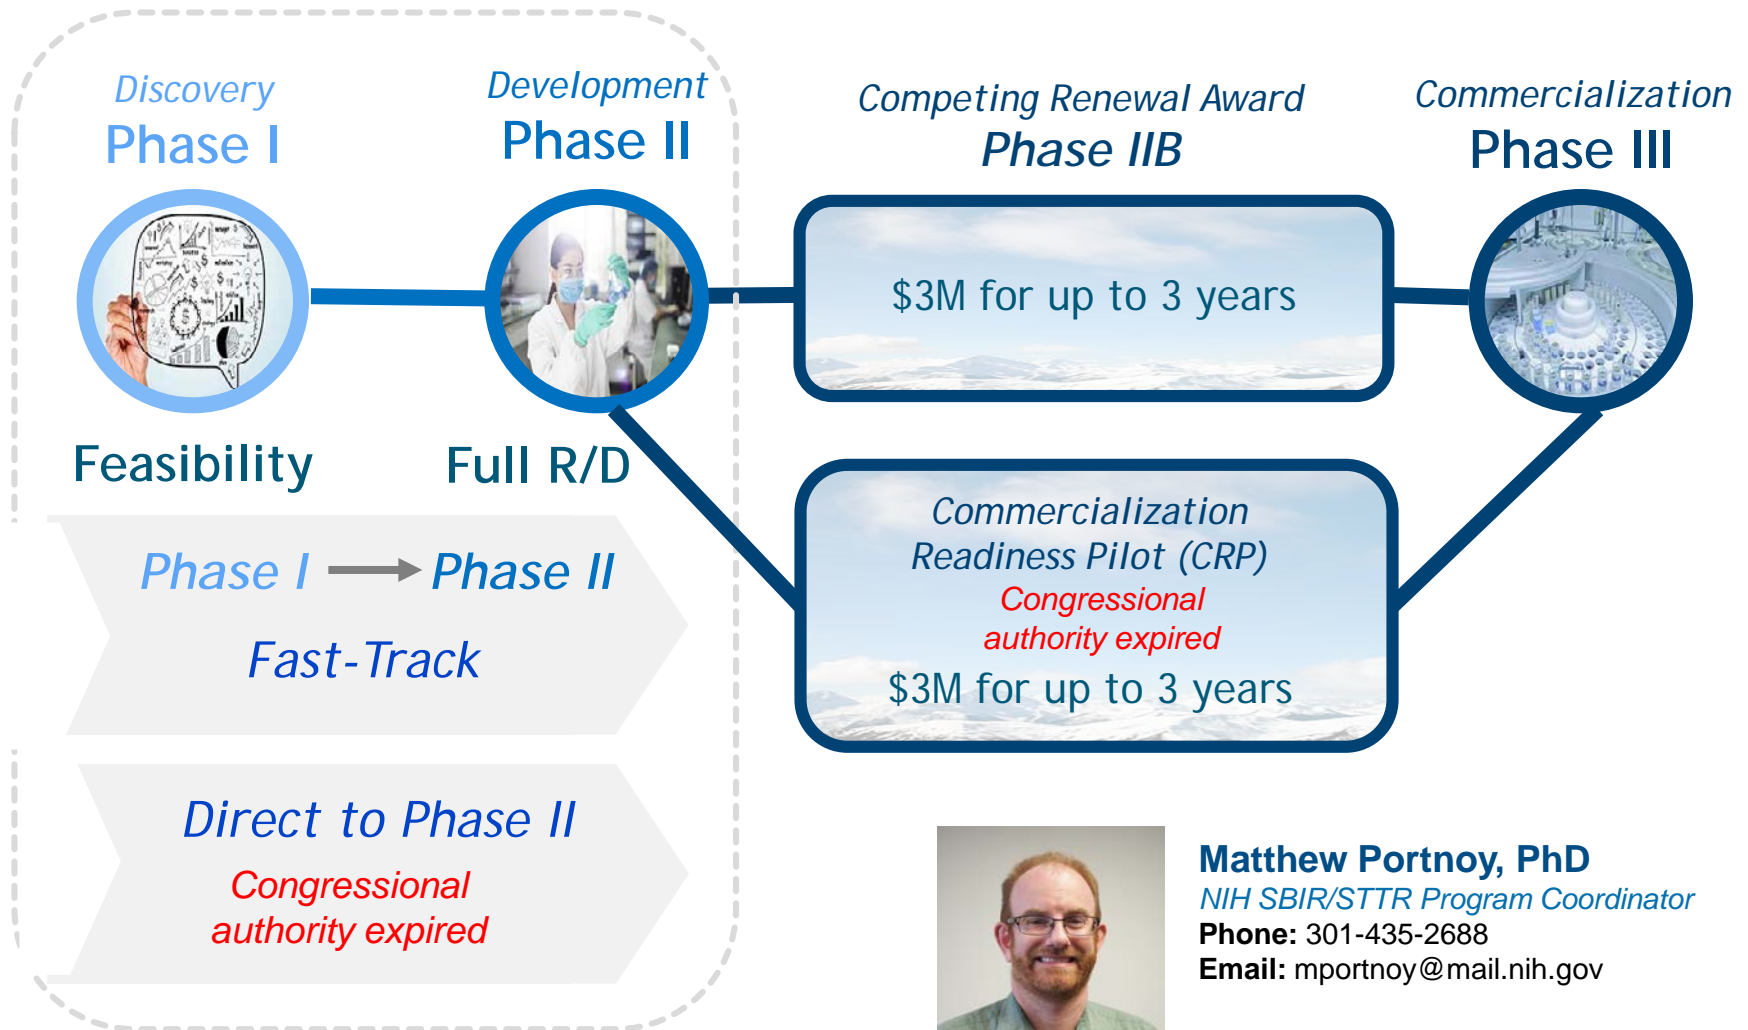 Discovery
Phase I
Development
Phase II
Competing Renewal Award
Phase IIB
Commercialization
Phase III
$3M for up to 3 years
Feasibility
Full R/D
Phase I
Phase II
Fast-Track
Commercialization
Readiness Pilot (CRP)
Congressional
authority expired
$3M for up to 3 years
Direct to Phase II
Congressional
authority expired
Matthew Portnoy, PhD
NIH SBIR/STTR Program Coordinator
Phone: 301-435-2688
Email: mportnoy@mail.nih.gov